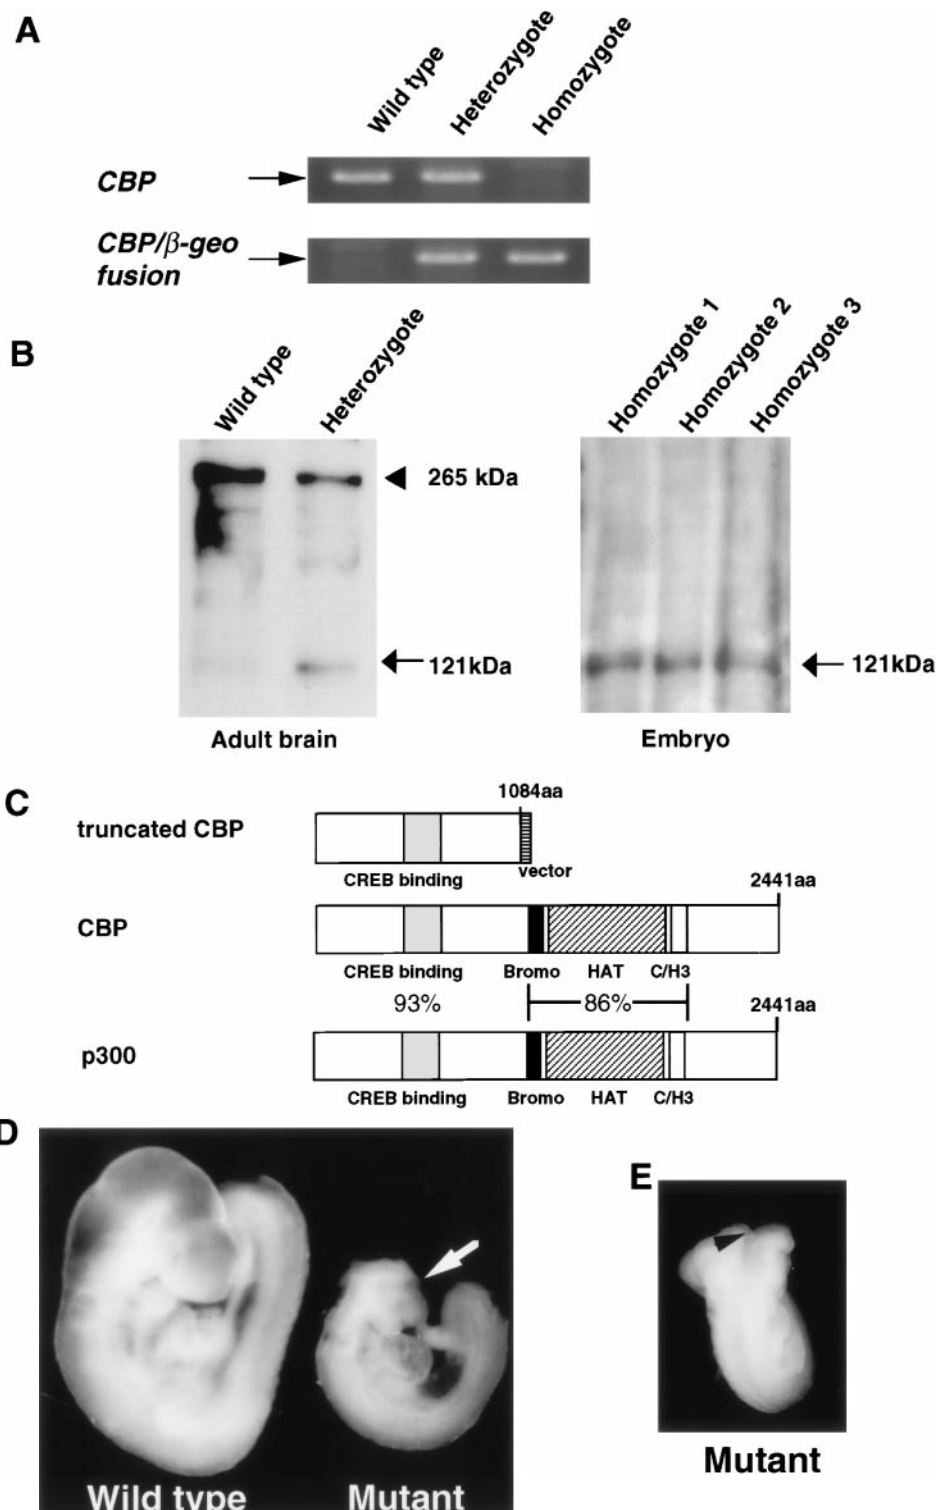 A
Wild type
Heterozygote
Homozygote
CBP
CBP/β-geo
fusion
B
Wild type
Heterozygote
Homozygote 1
Homozygote 2
Homozygote 3
265 kDa
121kDa
121kDa
Adult brain
Embryo
C
1084aa
truncated CBP
vector
CREB binding
2441aa
CBP
CREB binding
Bromo
HAT
C/H3
93%
86%
2441aa
p300
CREB binding
Bromo
HAT
C/H3
D
E
Wild type
Mutant
Mutant